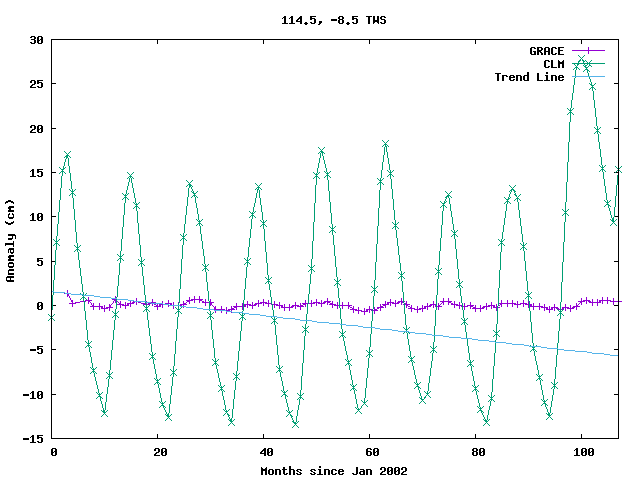 114.5, -8.5 TWS
30
25
20
15
10
5
0
-5
-10
-15
Anomaly (cm)
GRACE
CLM
Trend Line
0 20 40 60 80 100
Months since Jan 2002